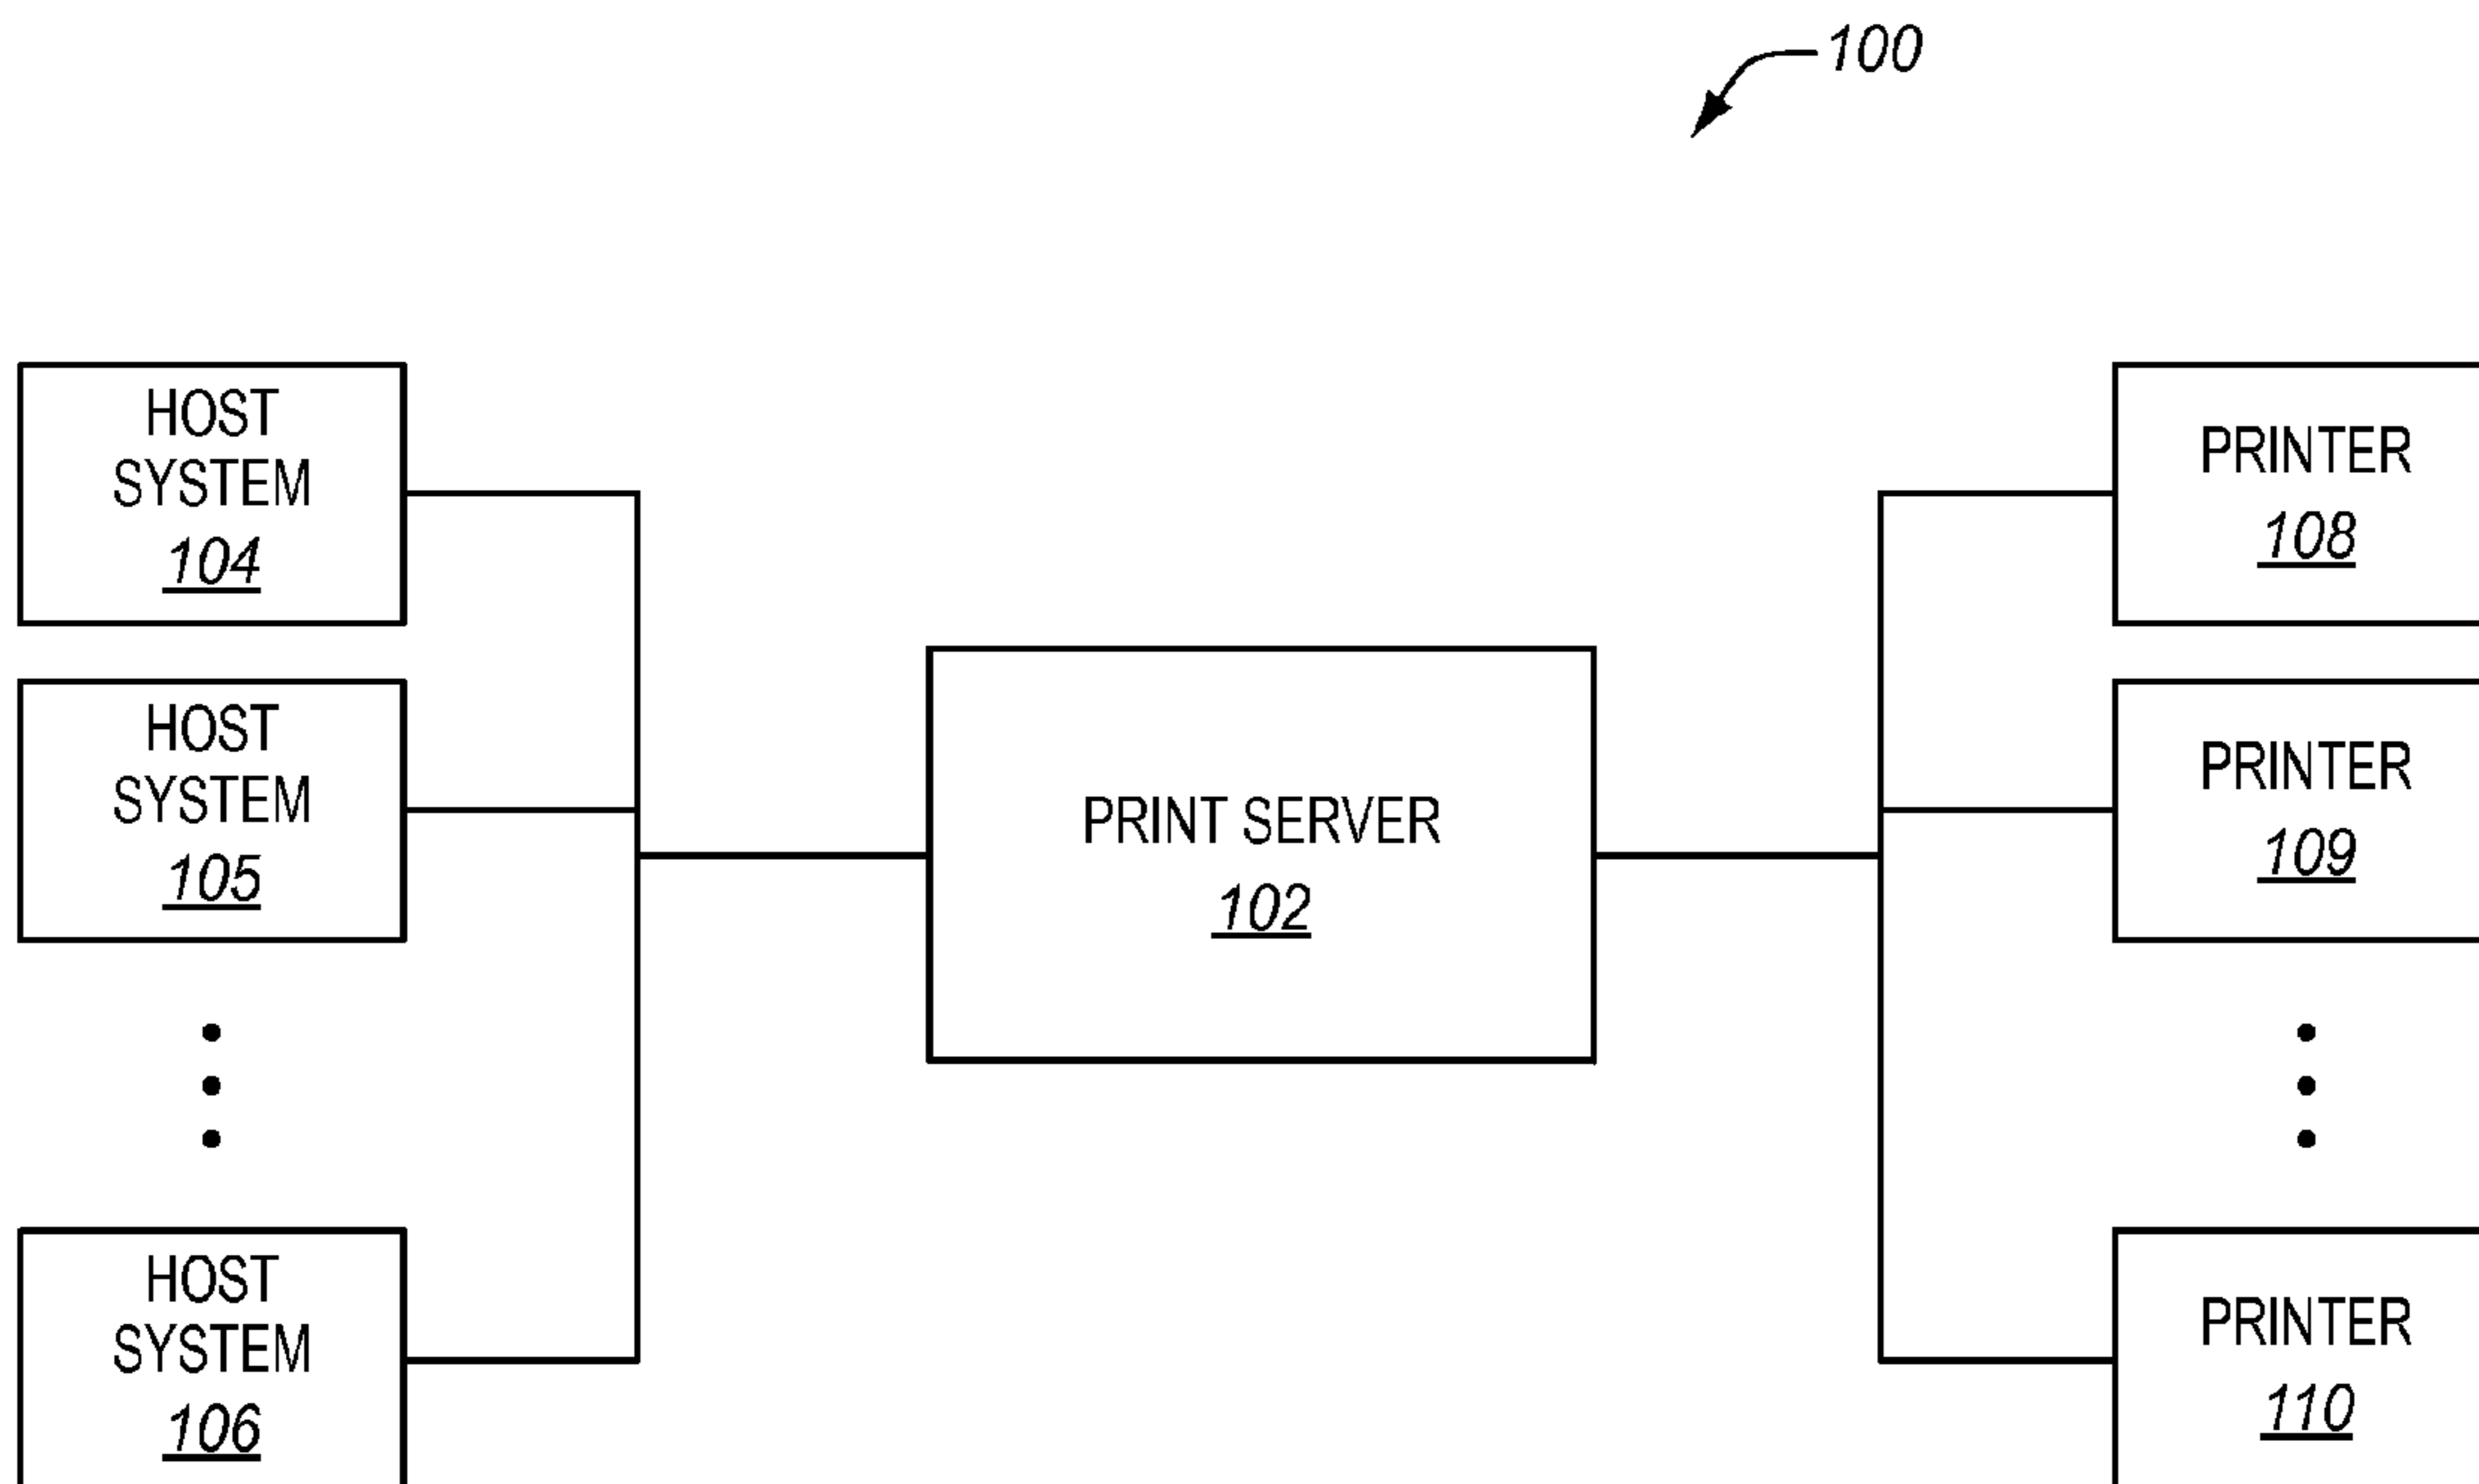 100
HOST
SYSTEM
104
HOST
SYSTEM
105
HOST
SYSTEM
106
PRINT SERVER
102
PRINTER
108
PRINTER
109
PRINTER
110